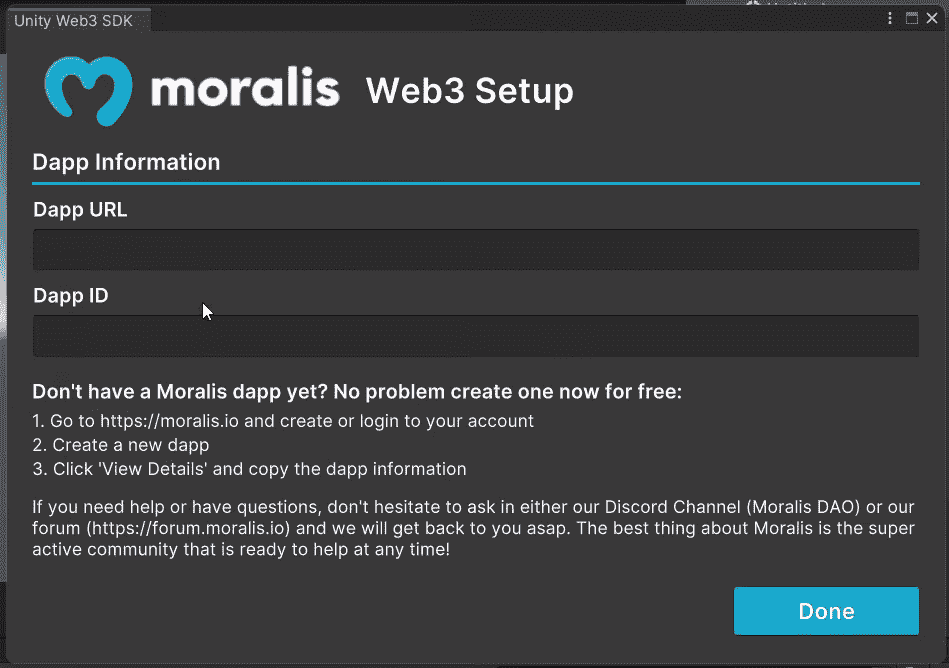 Unity Web3 SDK
moralis Web3 Setup
Dapp Information
Dapp URL
Dapp ID
Don't have a Moralis dapp yet? No problem create one now for free:
1. Go to https://moralis.io and create or login to your account
2. Create a new dapp
3. Click 'View Details' and copy the dapp information
If you need help or have questions, don't hesitate to ask in either our Discord Channel (Moralis DAO) or our
forum (https://forum.moralis.io) and we will get back to you asap. The best thing about Moralis is the super
active community that is ready to help at any time!
Done